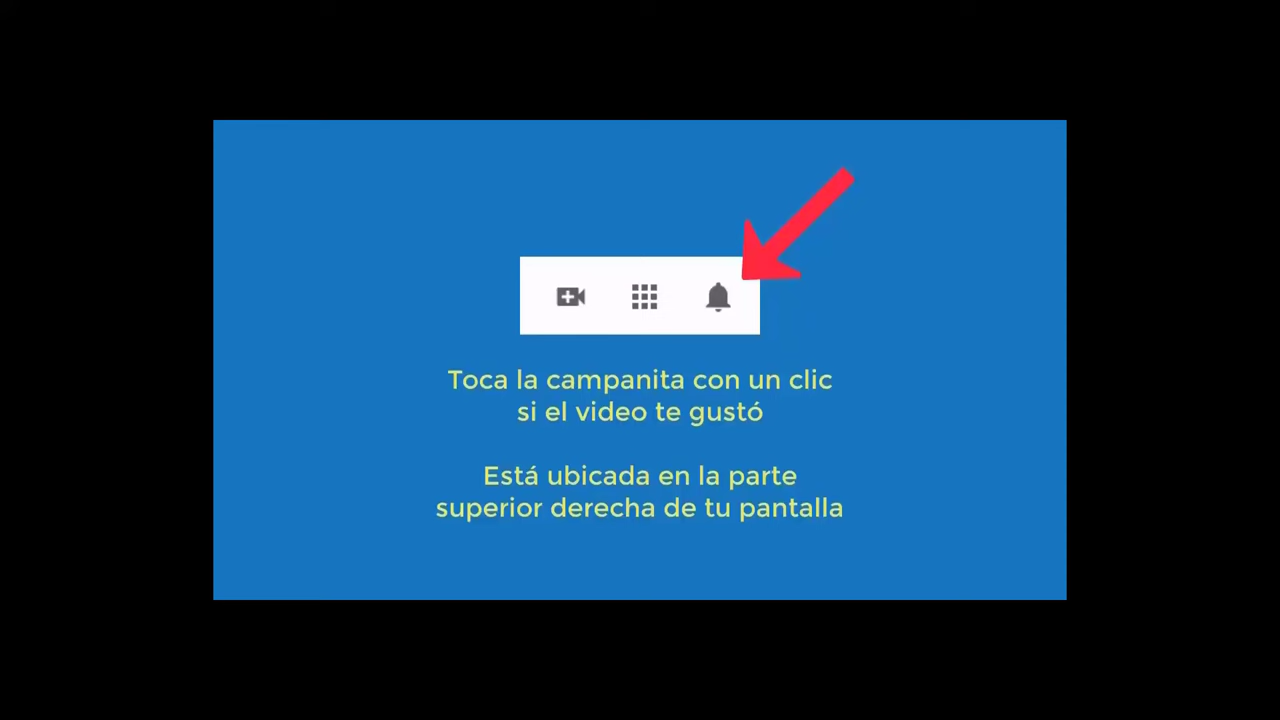 Toca la campanita con un clic
si el video te gustó
Está ubicada en la parte
superior derecha de tu pantalla